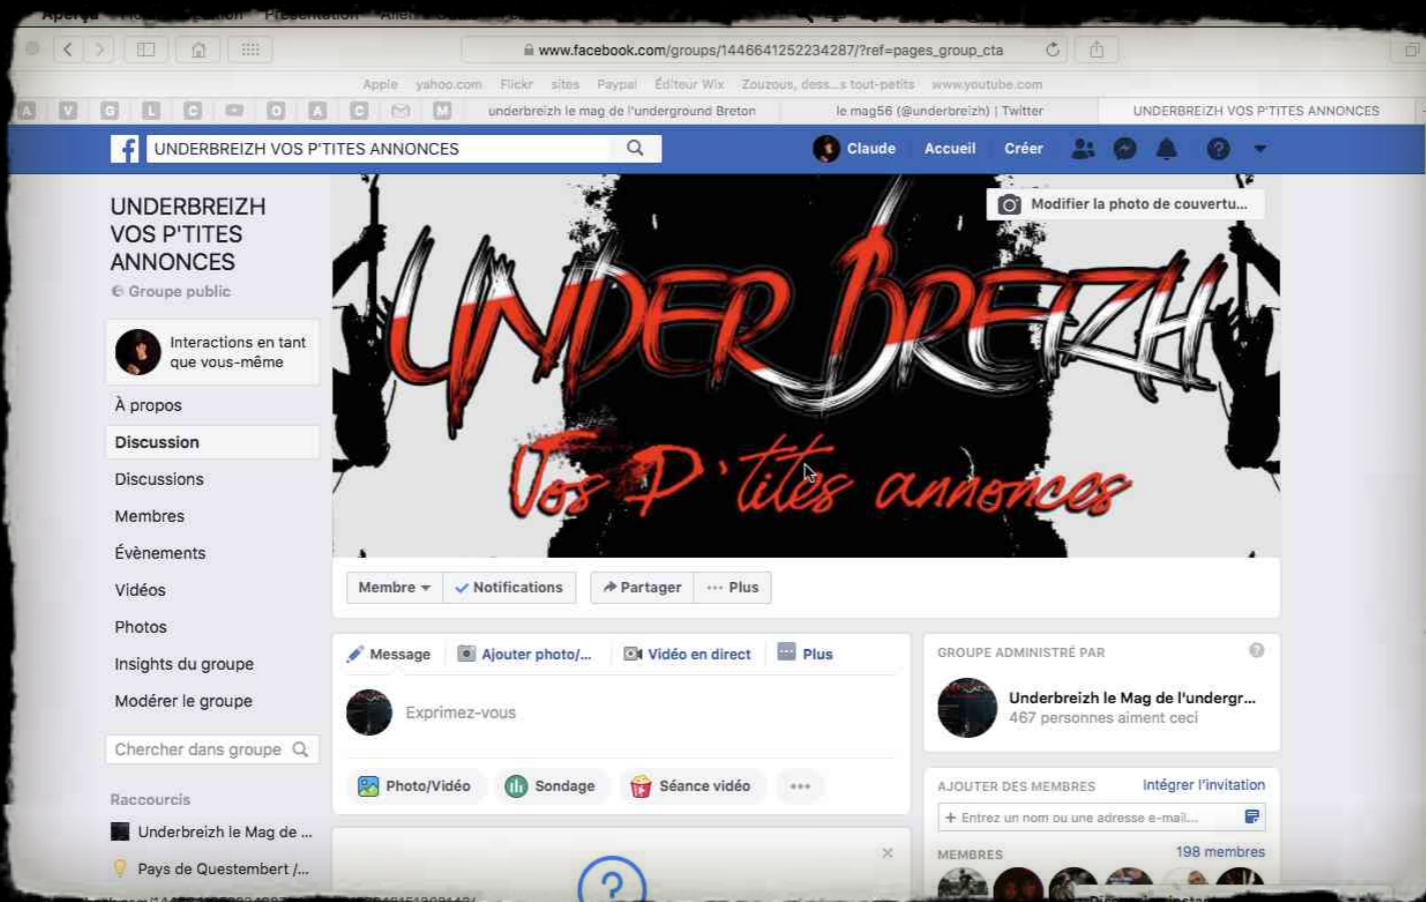 Aperçu
Présentation
www.facebook.com/groups/1446641252234287/?ref=pages_group_cta
Apple yahoo.com Flickr sites Paypal Éditeur Wix Zouzous, dess...s tout-petits www.youtube.com
A V G L C O A C M underbreizh le mag de l'underground Breton le mag56 (@underbreizh) | Twitter UNDERBREIZH VOS P'TITES ANNONCES
UNDERBREIZH VOS P'TITES ANNONCES Claude Accueil Créer
UNDERBREIZH
VOS P'TITES
ANNONCES
Groupe public
Interactions en tant
que vous-même
À propos
Discussion
Discussions
Membres
Évènements
Vidéos
Photos
Insights du groupe
Modérer le groupe
Chercher dans groupe
Raccourcis
Underbreizh le Mag de ...
Pays de Questembert /...
Modifier la photo de couvertu...
UNDER BREIZH
Vos P'tites annonces
Membre Notifications Partager Plus
Message Ajouter photo/... Vidéo en direct Plus
Exprimez-vous
Photo/Vidéo Sondage Séance vidéo
GROUPE ADMINISTRÉ PAR
Underbreizh le Mag de l'undergr...
467 personnes aiment ceci
AJOUTER DES MEMBRES Intégrer l'invitation
+ Entrez un nom ou une adresse e-mail...
MEMBRES 198 membres